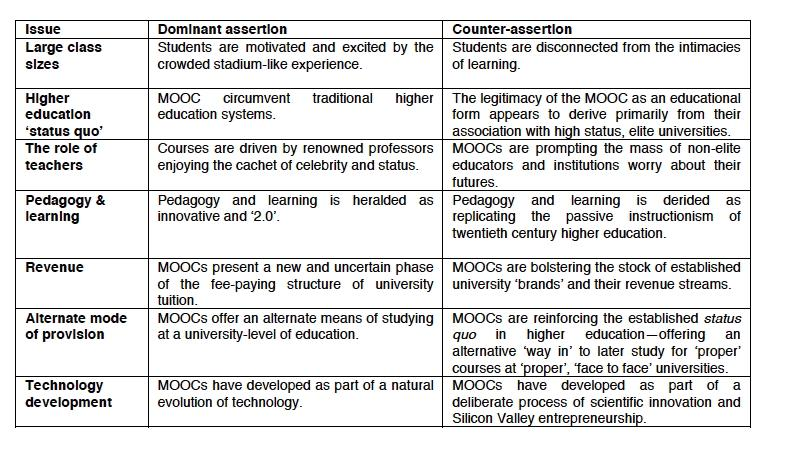 Issue Dominant assertion Counter-assertion
Large class Students are motivated and excited by the Students are disconnected from the intimacies
sizes crowded stadium-like experience. of learning.
Higher MOOC circumvent traditional higher The legitimacy of the MOOC as an educational
education education systems. form appears to derive primarily from their
‘status quo’ association with high status, elite universities.
The role of Courses are driven by renowned professors MOOCs are prompting the mass of non-elite
teachers enjoying the cachet of celebrity and status. educators and institutions worry about their
futures.
Pedagogy & Pedagogy and learning is heralded as Pedagogy and learning is derided as
learning innovative and ‘2.0’. replicating the passive instructionism of
twentieth century higher education.
Revenue MOOCs present a new and uncertain phase MOOCs are bolstering the stock of established
of the fee-paying structure of university university ‘brands’ and their revenue streams.
tuition.
Alternate mode MOOCs offer an alternate means of studying MOOCs are reinforcing the established status
of provision at a university-level of education. quo in higher education—offering an
alternative ‘way in’ to later study for ‘proper’
courses at ‘proper’, ‘face to face’ universities.
Technology MOOCs have developed as part of a natural MOOCs have developed as part of a
development evolution of technology. deliberate process of scientific innovation and
Silicon Valley entrepreneurship.